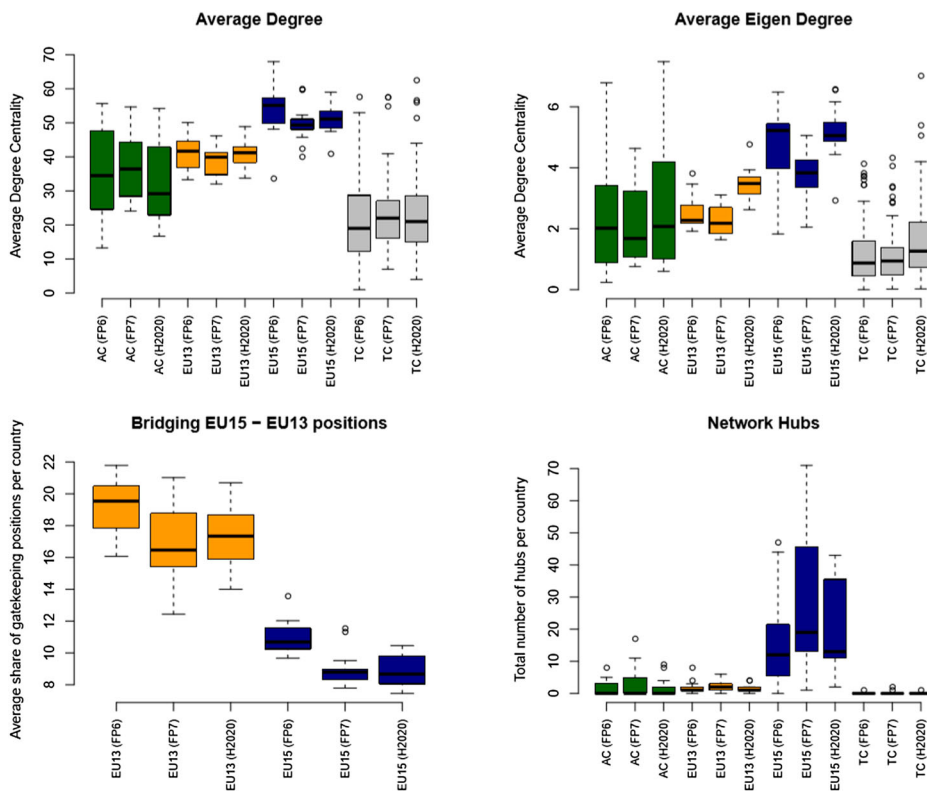 Average Degree
Average Degree Centrality
70
60
50
40
30
20
10
0
AC (FP6)
AC (FP7)
AC (H2020)
EU13 (FP6)
EU13 (FP7)
EU13 (H2020)
EU15 (FP6)
EU15 (FP7)
EU15 (H2020)
TC (FP6)
TC (FP7)
TC (H2020)
Average Eigen Degree
Average Degree Centrality
6
4
2
0
AC (FP6)
AC (FP7)
AC (H2020)
EU13 (FP6)
EU13 (FP7)
EU13 (H2020)
EU15 (FP6)
EU15 (FP7)
EU15 (H2020)
TC (FP6)
TC (FP7)
TC (H2020)
Bridging EU15 − EU13 positions
Average share of gatekeeping positions per country
22
20
18
16
14
12
10
8
EU13 (FP6)
EU13 (FP7)
EU13 (H2020)
EU15 (FP6)
EU15 (FP7)
EU15 (H2020)
Network Hubs
Total number of hubs per country
70
60
50
40
30
20
10
0
AC (FP6)
AC (FP7)
AC (H2020)
EU13 (FP6)
EU13 (FP7)
EU13 (H2020)
EU15 (FP6)
EU15 (FP7)
EU15 (H2020)
TC (FP6)
TC (FP7)
TC (H2020)